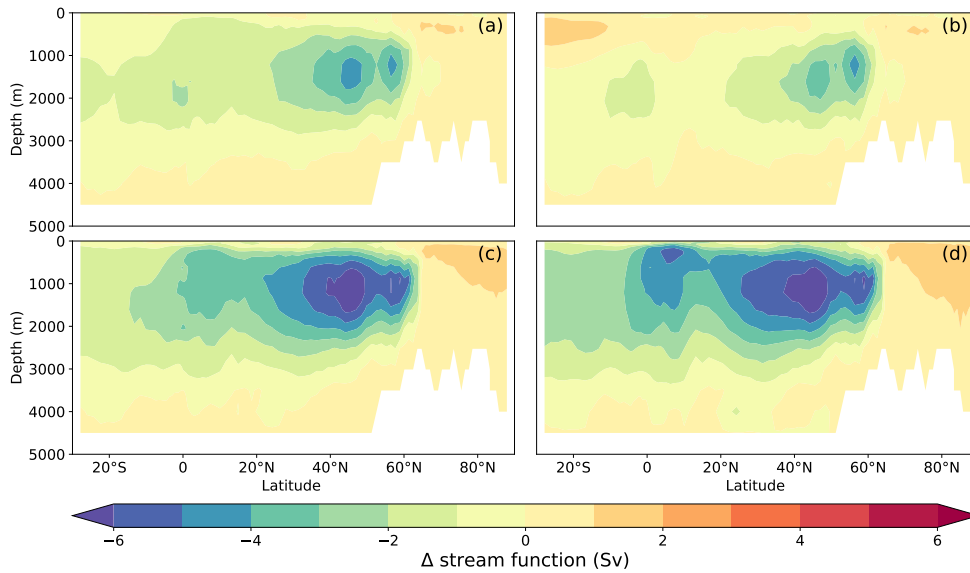 (a)
(b)
0
1000
2000
3000
4000
5000
Depth (m)
(c)
(d)
0
1000
2000
3000
4000
5000
Depth (m)
20°S 0 20°N 40°N 60°N 80°N
20°S 0 20°N 40°N 60°N 80°N
Latitude
Latitude
−6 −4 −2 0 2 4 6
Δ stream function (Sv)